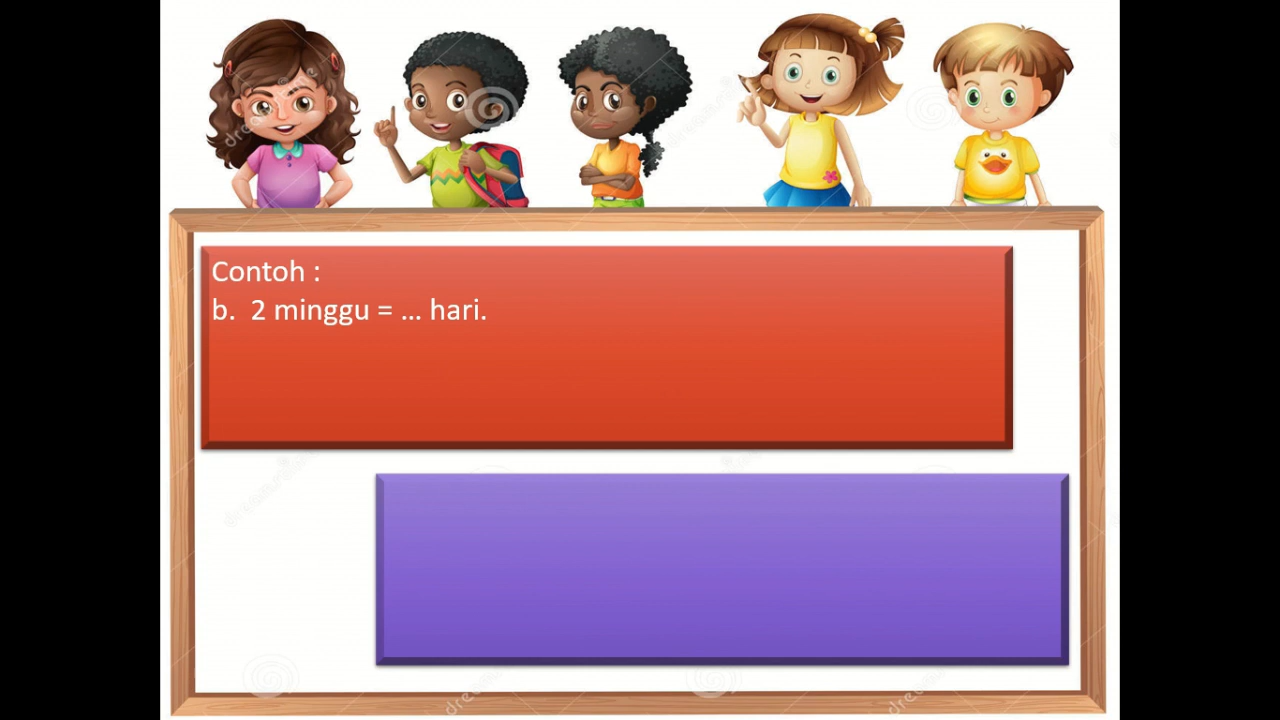 Contoh :
b. 2 minggu = ... hari.